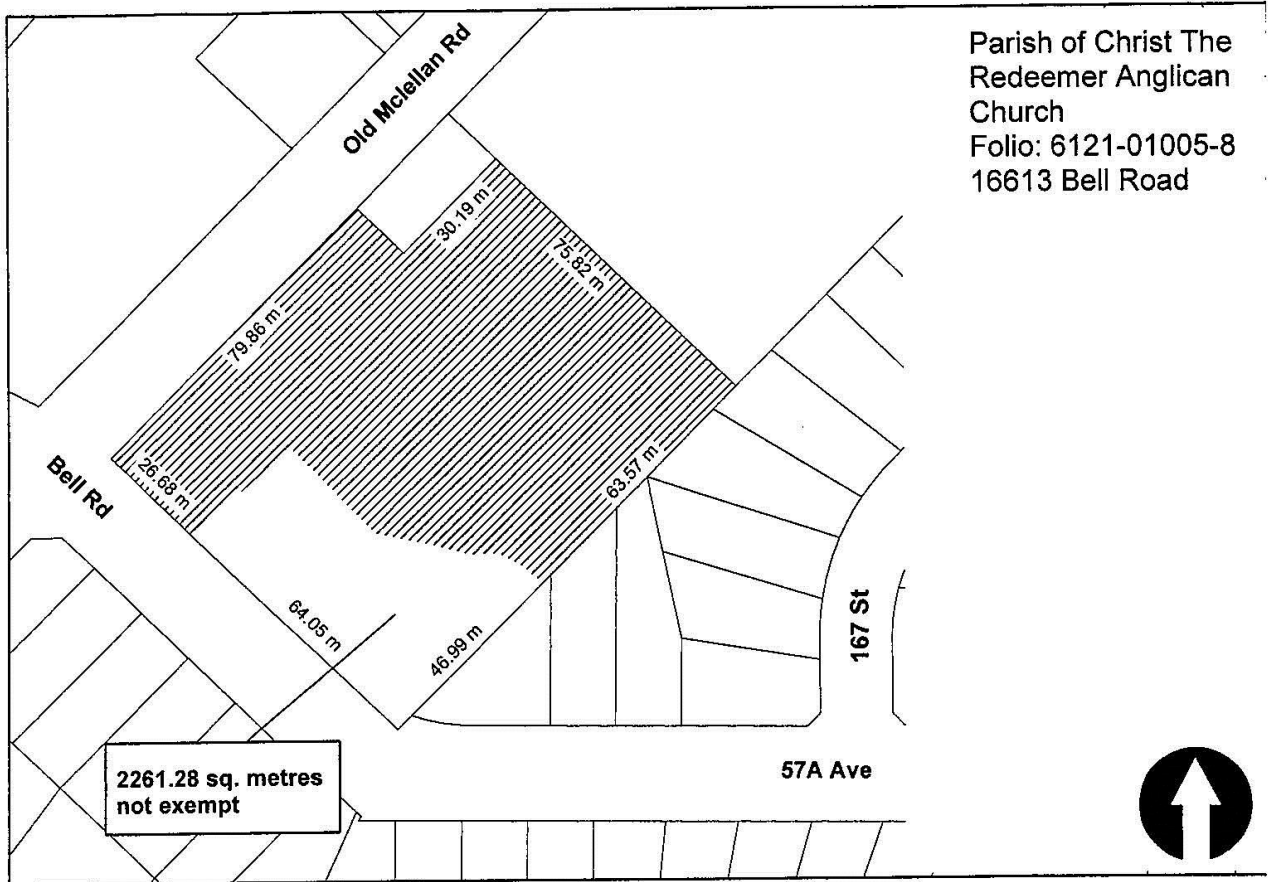 Parish of Christ The
Redeemer Anglican
Church
Folio: 6121-01005-8
16613 Bell Road
Old Mclellan Rd
30.19 m
75.82 m
79.86 m
26.68 m
Bell Rd
63.57 m
64.05 m
46.99 m
167 St
57A Ave
2261.28 sq. metres
not exempt